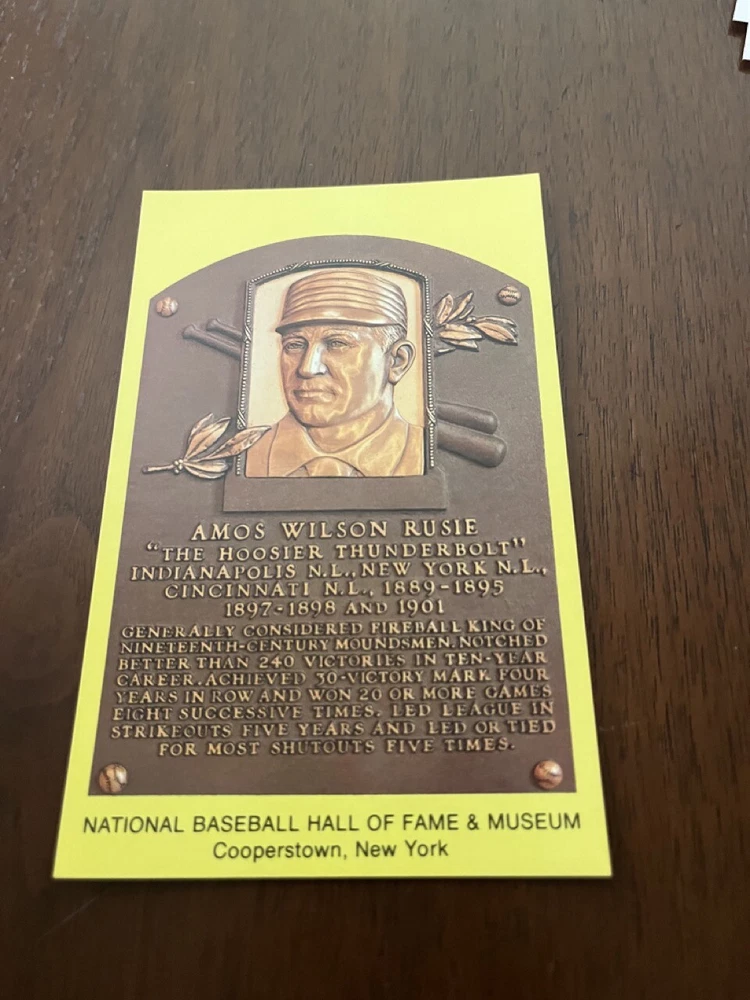 AMOS WILSON RUSIE
"THE HOOSIER THUNDERBOLT"
INDIANAPOLIS N.L., NEW YORK N.L.,
CINCINNATI N.L., 1889-1895
1897-1898 AND 1901
GENERALLY CONSIDERED FIREBALL KING OF
NINETEENTH-CENTURY MOUNDSMEN. NOTCHED
BETTER THAN 240 VICTORIES IN TEN-YEAR
CAREER. ACHIEVED 30-VICTORY MARK FOUR
YEARS IN ROW AND WON 20 OR MORE GAMES
EIGHT SUCCESSIVE TIMES. LED LEAGUE IN
STRIKEOUTS FIVE YEARS AND LED OR TIED
FOR MOST SHUTOUTS FIVE TIMES.
NATIONAL BASEBALL HALL OF FAME & MUSEUM
Cooperstown, New York